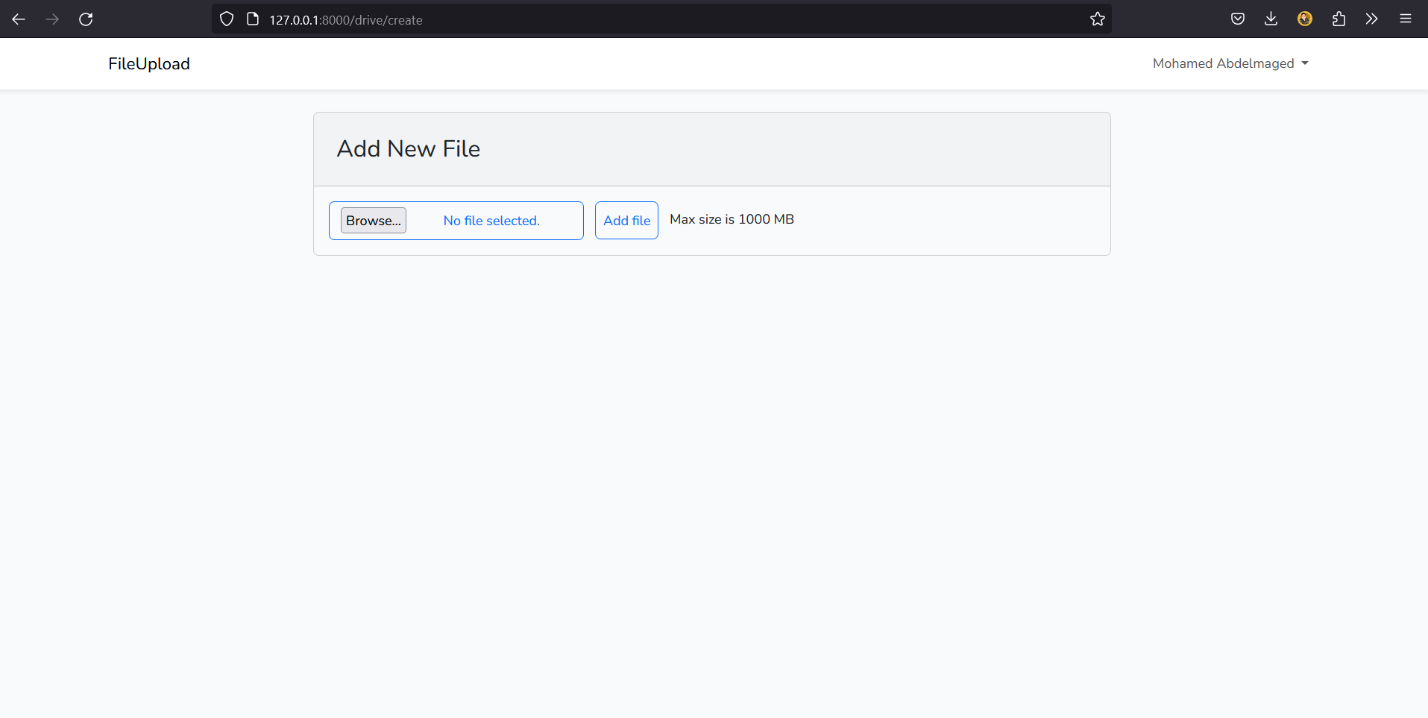 127.0.0.1:8000/drive/create
FileUpload Mohamed Abdelmaged
Add New File
Browse... No file selected. Add file Max size is 1000 MB